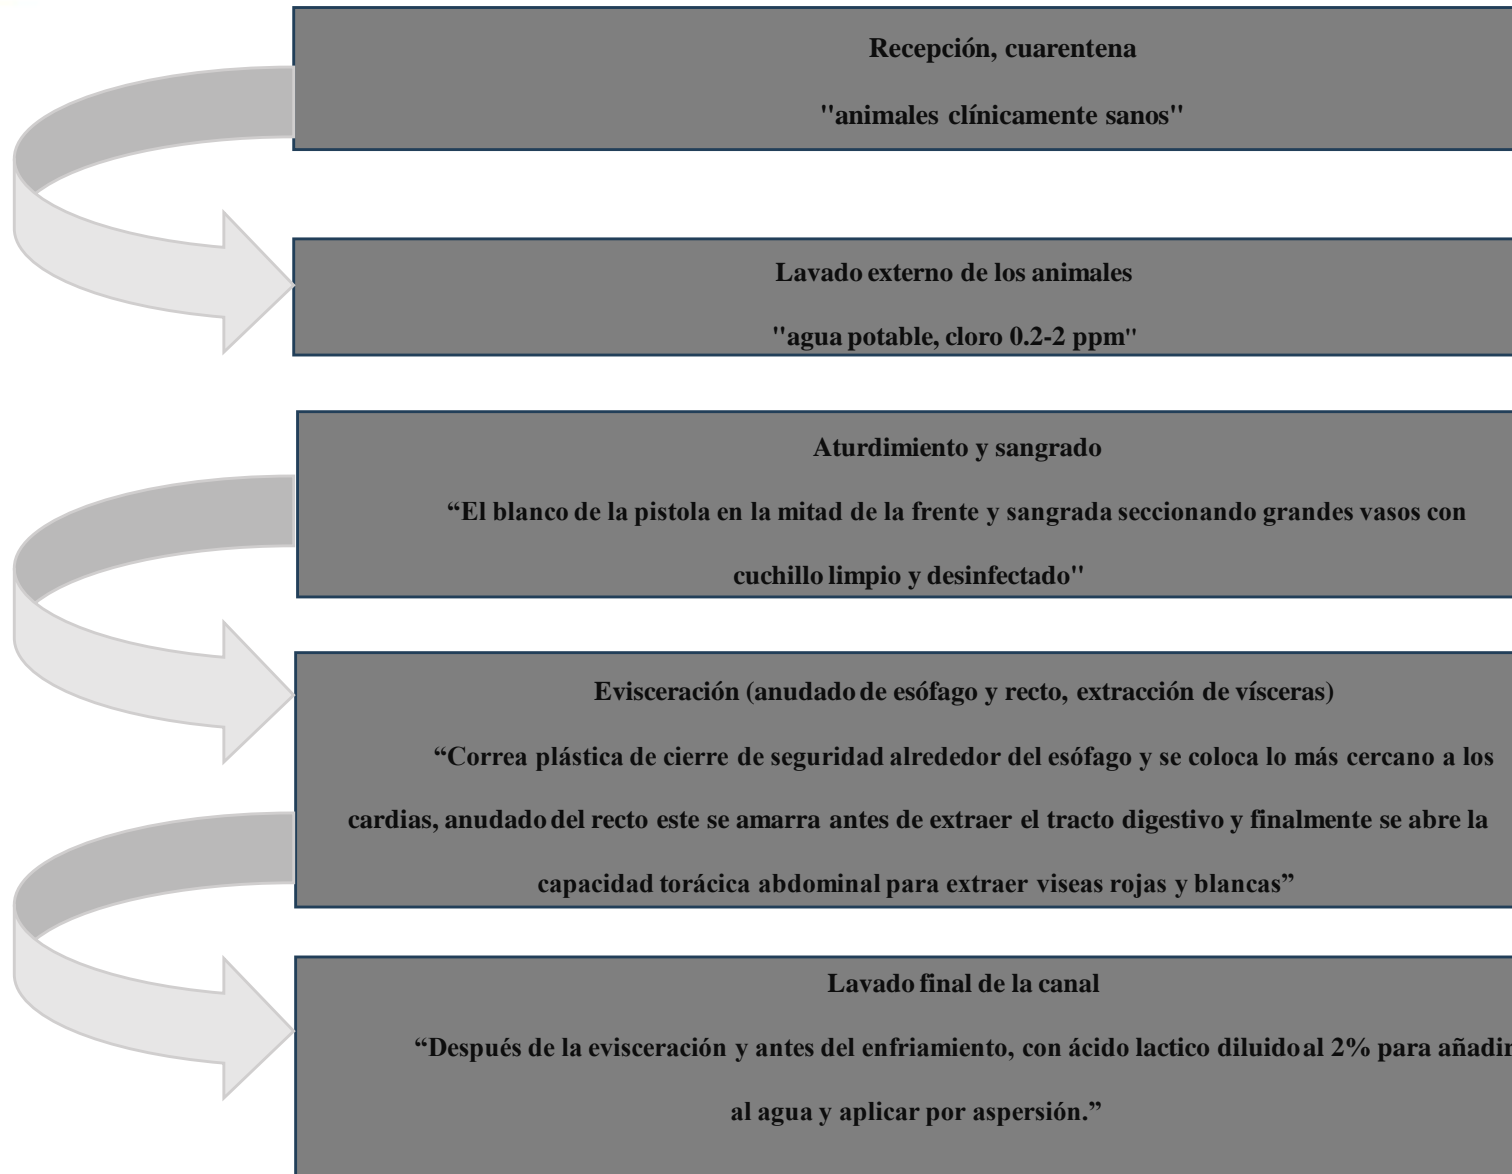 Recepción, cuarentena
"animales clínicamente sanos"
Lavado externo de los animales
"agua potable, cloro 0.2-2 ppm"
Aturdimiento y sangrado
“El blanco de la pistola en la mitad de la frente y sangrada seccionando grandes vasos con
cuchillo limpio y desinfectado"
Evisceración (anudado de esófago y recto, extracción de vísceras)
“Correa plástica de cierre de seguridad alrededor del esófago y se coloca lo más cercano a los
cardias, anudado del recto este se amarra antes de extraer el tracto digestivo y finalmente se abre la
capacidad torácica abdominal para extraer viseas rojas y blancas”
Lavado final de la canal
“Después de la evisceración y antes del enfriamiento, con ácido lactico diluido al 2% para añadir
al agua y aplicar por aspersión.”